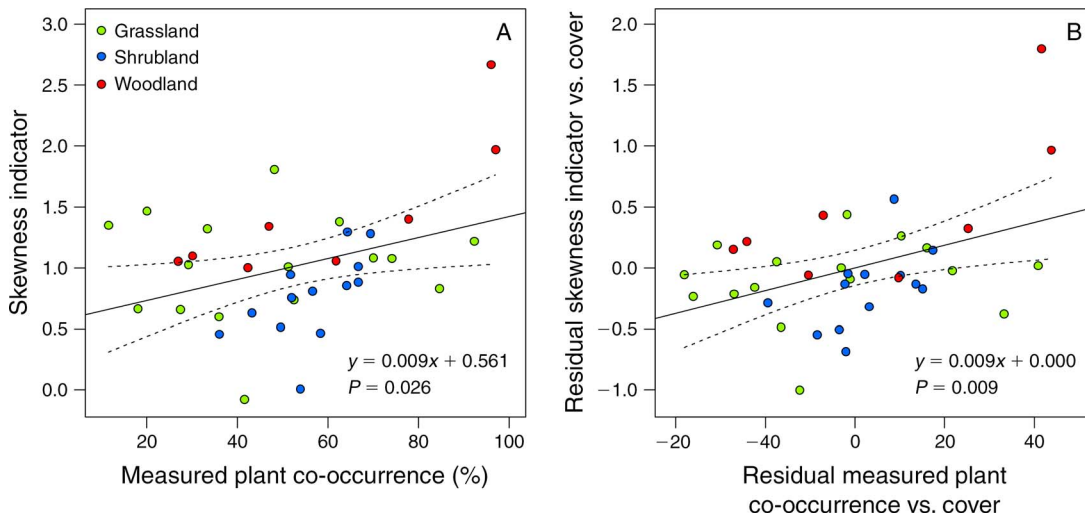 3.0
2.5
2.0
1.5
1.0
0.5
0.0
Skewness indicator
Grassland
Shrubland
Woodland
A
y = 0.009x + 0.561
P = 0.026
20
40
60
80
100
Measured plant co-occurrence (%)
2.0
1.5
1.0
0.5
0.0
−0.5
−1.0
Residual skewness indicator vs. cover
B
y = 0.009x + 0.000
P = 0.009
−20
−40
0
20
40
Residual measured plant
co-occurrence vs. cover